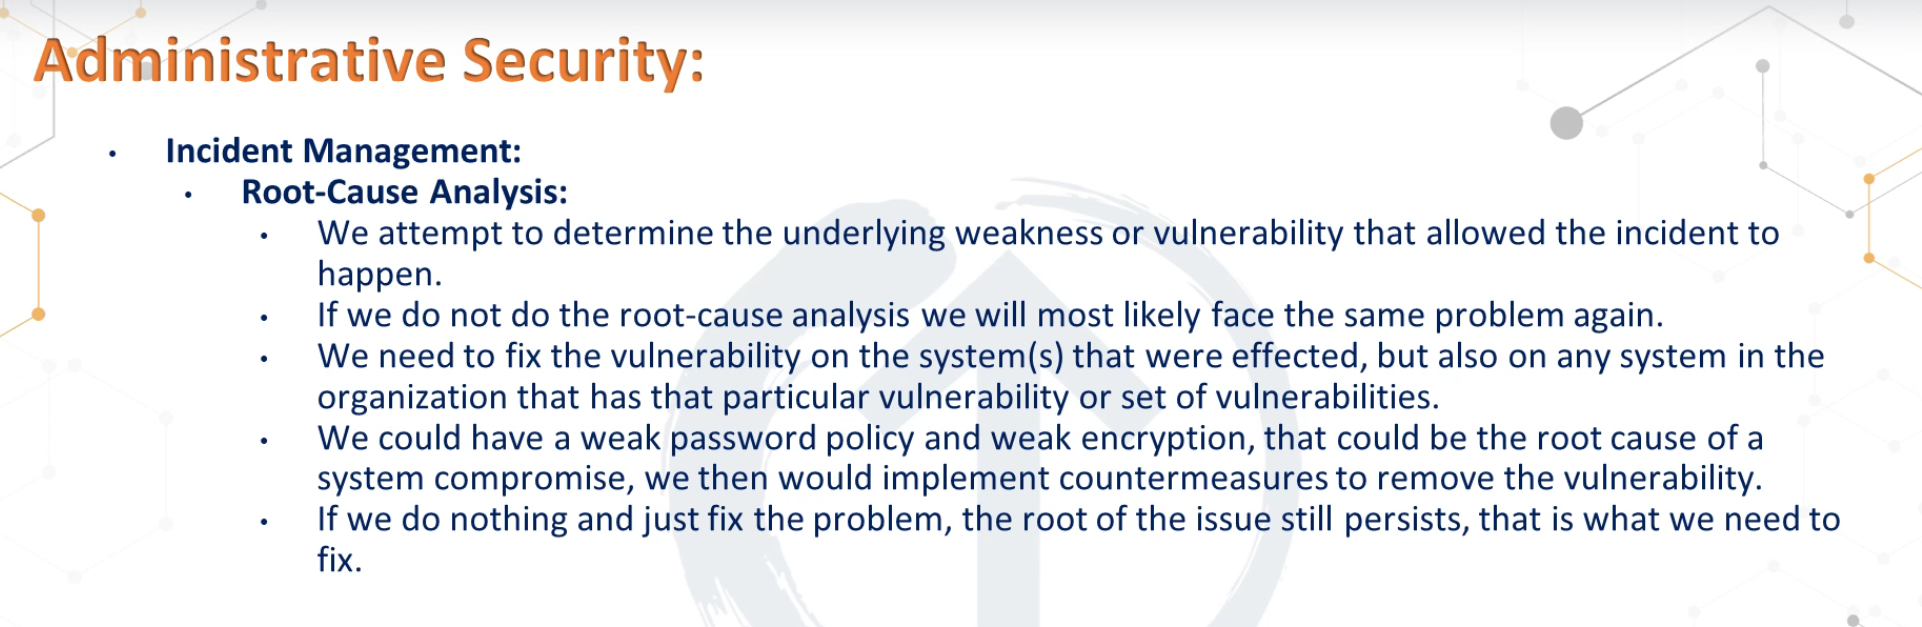 Administrative Security:
• Incident Management:
• Root-Cause Analysis:
• We attempt to determine the underlying weakness or vulnerability that allowed the incident to
happen.
• If we do not do the root-cause analysis we will most likely face the same problem again.
• We need to fix the vulnerability on the system(s) that were effected, but also on any system in the
organization that has that particular vulnerability or set of vulnerabilities.
• We could have a weak password policy and weak encryption, that could be the root cause of a
system compromise, we then would implement countermeasures to remove the vulnerability.
• If we do nothing and just fix the problem, the root of the issue still persists, that is what we need to
fix.